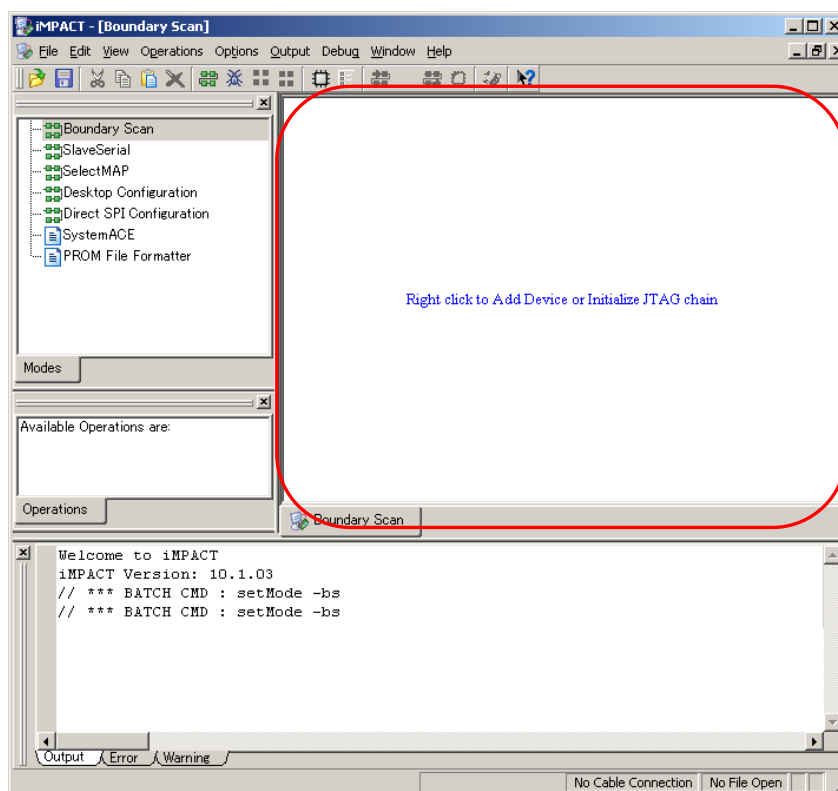 iMPACT - [Boundary Scan]
File Edit View Operations Options Output Debug Window Help
Boundary Scan
SlaveSerial
SelectMAP
Desktop Configuration
Direct SPI Configuration
SystemACE
PROM File Formatter
Modes
Available Operations are:
Operations
Right click to Add Device or Initialize JTAG chain
Boundary Scan
Welcome to iMPACT
iMPACT Version: 10.1.03
// *** BATCH CMD : setMode -bs
// *** BATCH CMD : setMode -bs
Output Error Warning
No Cable Connection No File Open